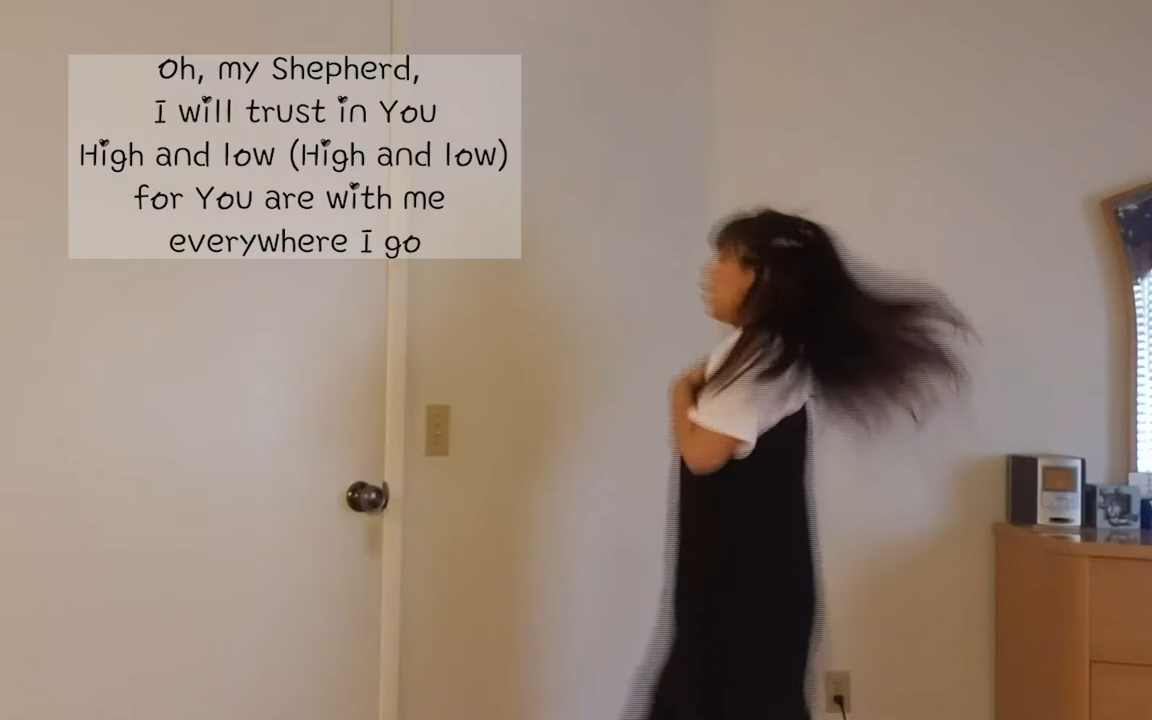 Oh, my Shepherd,
I will trust in You
High and low (High and low)
for You are with me
everywhere I go